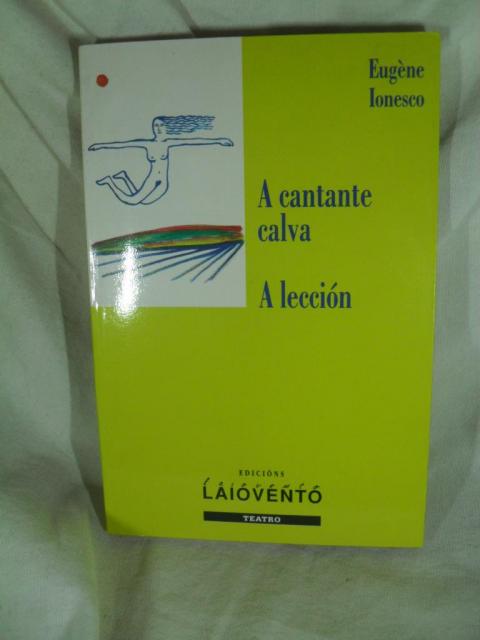 Eugène
Ionesco
A cantante
calva
A lección
EDICIÓNS
LAIOVENTO
TEATRO